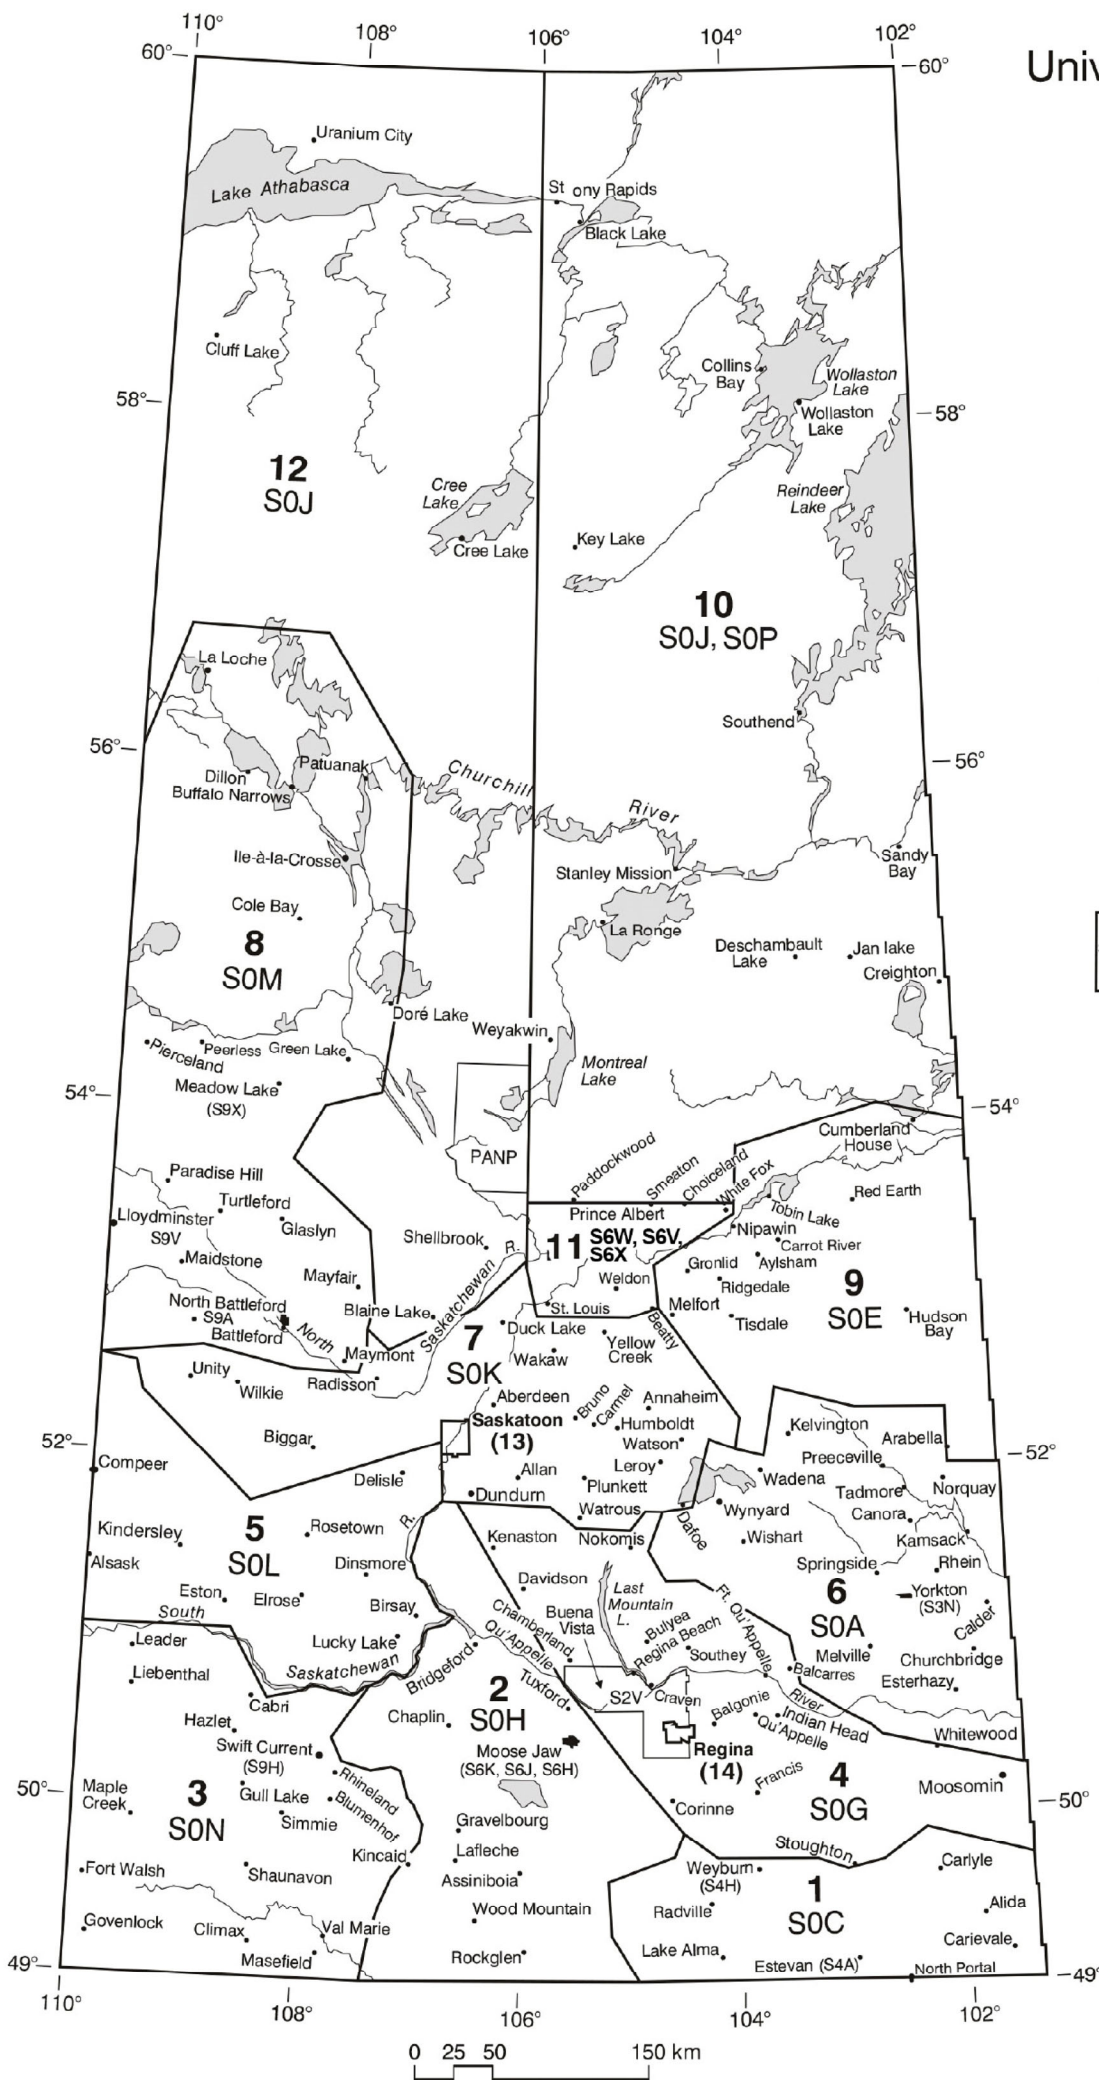 110°
108°
106°
104°
102°
60°
60°
Univ
Uranium City
Lake Athabasca
St ony Rapids
Black Lake
Cluff Lake
Collins
Bay
Wollaston
Lake
Wollaston
Lake
58°
58°
12
S0J
Cree
Lake
Cree Lake
Reindeer
Lake
Key Lake
10
S0J, S0P
La Loche
Southend
56°
56°
Dillon
Buffalo Narrows
Patuanak
Churchill
River
Ile-à-la-Crosse
Stanley Mission
Sandy
Bay
Cole Bay
La Ronge
8
S0M
Deschambault
Lake
Jan lake
Creighton
Doré Lake
Weyakwin
Pierceland
Peerless
Green Lake
Meadow Lake
(S9X)
Montreal
Lake
54°
54°
PANP
Cumberland
House
Paddockwood
Smeaton
Choiceland
White Fox
Paradise Hill
Turtleford
Glaslyn
Lloydminster
S9V
Maidstone
Red Earth
Tobin Lake
Prince Albert
11 S6W, S6V,
S6X
Nipawin
Carrot River
Aylsham
Shellbrook
R.
Saskatchewan
North
Mayfair
Gronlid
Ridgedale
Weldon
9
S0E
North Battleford
S9A
Battleford
Blaine Lake
St. Louis
Melfort
Tisdale
Hudson
Bay
Beatty
7
S0K
Duck Lake
Yellow
Creek
Wakaw
Maymont
Radisson
Unity
Wilkie
Aberdeen
Bruno
Carmel
Annaheim
Humboldt
Watson
Saskatoon
(13)
Biggar
Kelvington
Arabella
52°
52°
Compeer
Delisle
Allan
Leroy
Plunkett
Dundurn
Watrous
Preeceville
Wadena
Tadmore
Norquay
Wynyard
Canora
Dafoe
Wishart
Kamsack
Kindersley
Alsask
5
S0L
Rosetown
R.
Kenaston
Nokomis
Dinsmore
Springside
Rhein
6
S0A
Yorkton
(S3N)
Eston
Elrose
Birsay
Davidson
Last
Mountain
L.
Ft. Qu'Appelle
Calder
South
Saskatchewan
Leader
Lucky Lake
Chamberland
Buena
Vista
Bulyea
Regina Beach
Southey
Melville
Churchbridge
Esterhazy
Liebenthal
Bridgeford
Qu'Appelle
Tuxford
Balcarres
Cabri
2
S0H
S2V
Craven
Balgonie
River
Indian Head
Qu'Appelle
Hazlet
Chaplin
Whitewood
Swift Current
(S9H)
Moose Jaw
(S6K, S6J, S6H)
Regina
(14)
Rhineland
Francis
4
S0G
Moosomin
50°
50°
Maple
Creek
3
S0N
Gull Lake
Blumenhof
Simmie
Corinne
Gravelbourg
Stoughton
Kincaid
Lafleche
Fort Walsh
Shaunavon
Assiniboia
Weyburn
(S4H)
1
S0C
Carlyle
Govenlock
Climax
Val Marie
Wood Mountain
Radville
Alida
Masefield
Rockglen
Lake Alma
Estevan (S4A)
Carievale
North Portal
49°
49°
110°
108°
106°
104°
102°
0 25 50 150 km